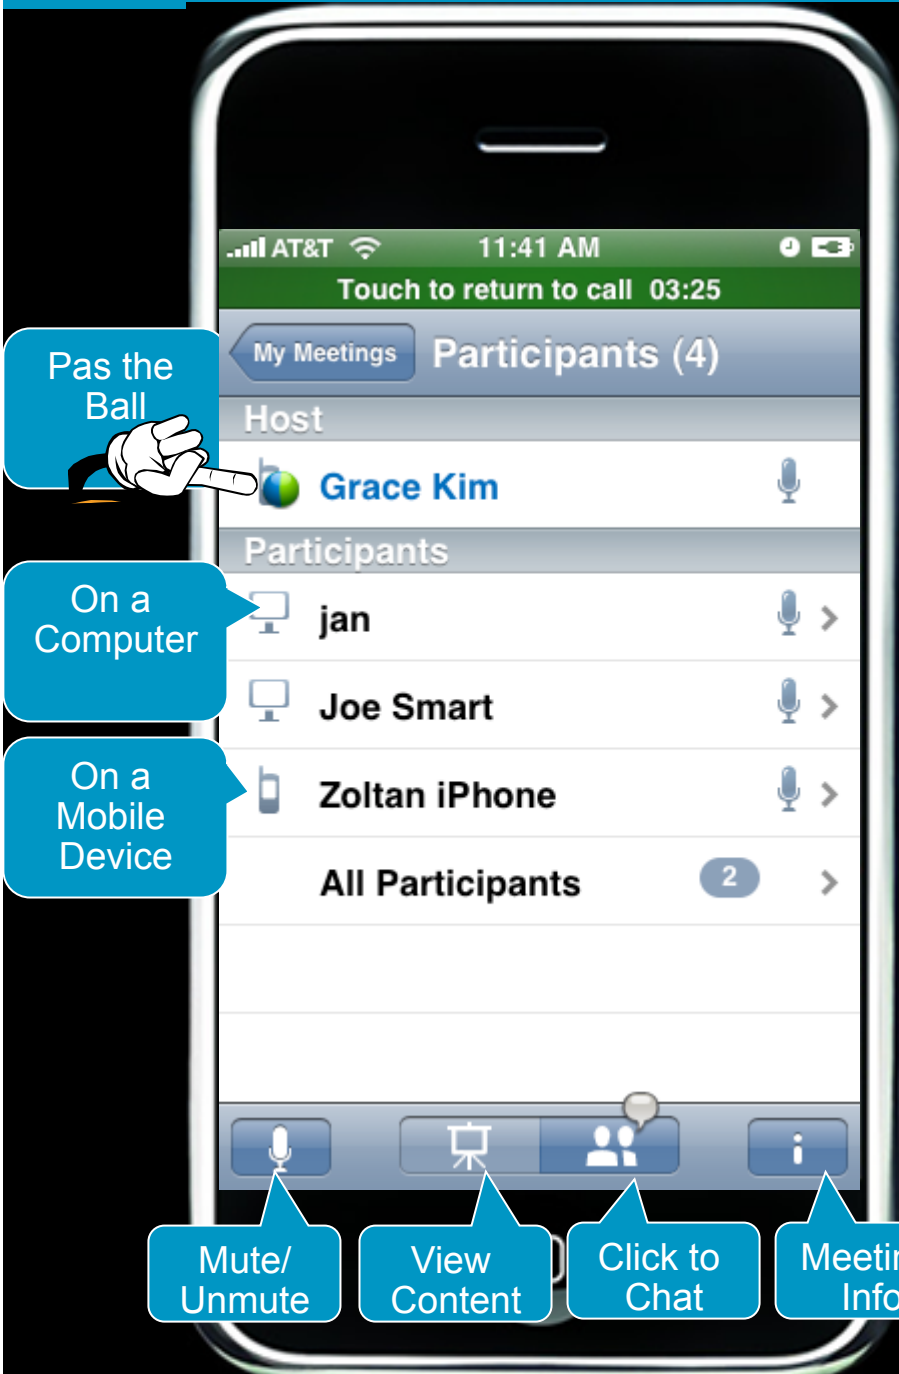 AT&T 11:41 AM
Touch to return to call 03:25
My Meetings Participants (4)
Pas the
Ball
Host
Grace Kim
Participants
On a
Computer
jan
Joe Smart
On a
Mobile
Device
Zoltan iPhone
All Participants 2
Mute/
Unmute
View
Content
Click to
Chat
Meetin
Info